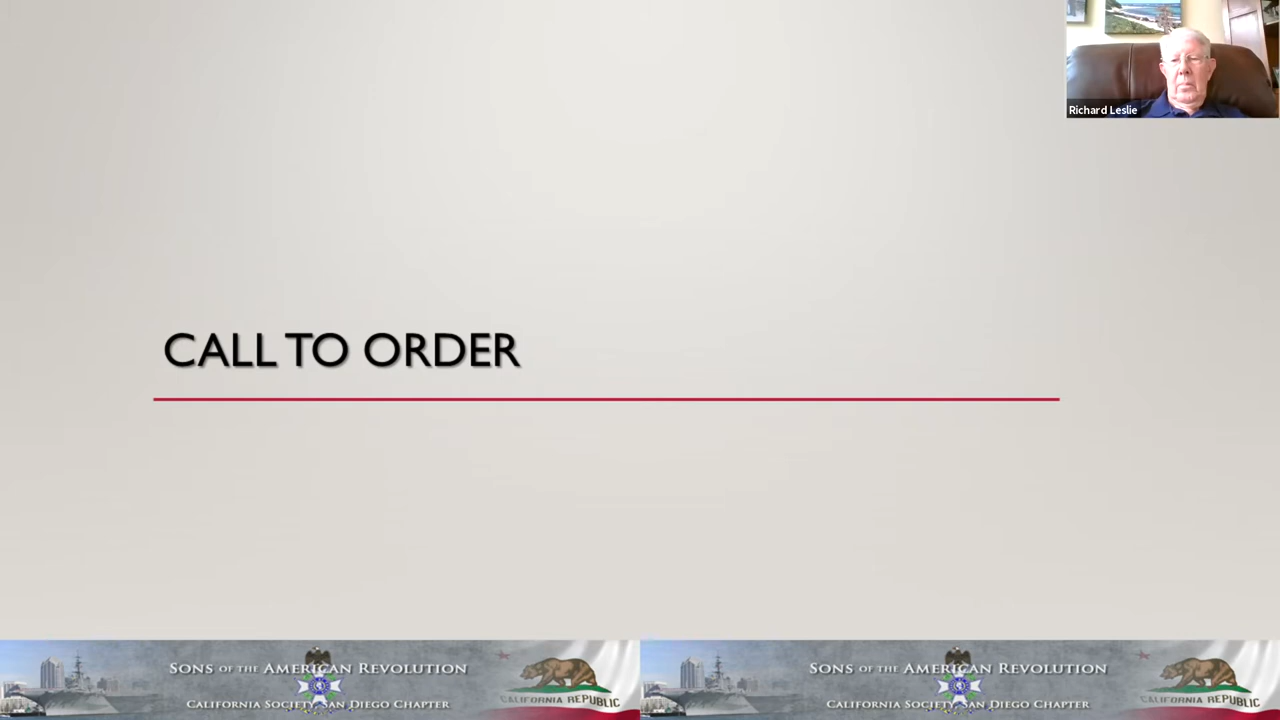 Richard Leslie
CALL TO ORDER
SONS OF THE AMERICAN REVOLUTION
CALIFORNIA REPUBLIC
CALIFORNIA SOCIETY SAN DIEGO CHAPTER
SONS OF THE AMERICAN REVOLUTION
CALIFORNIA REPUBLIC
CALIFORNIA SOCIETY SAN DIEGO CHAPTER